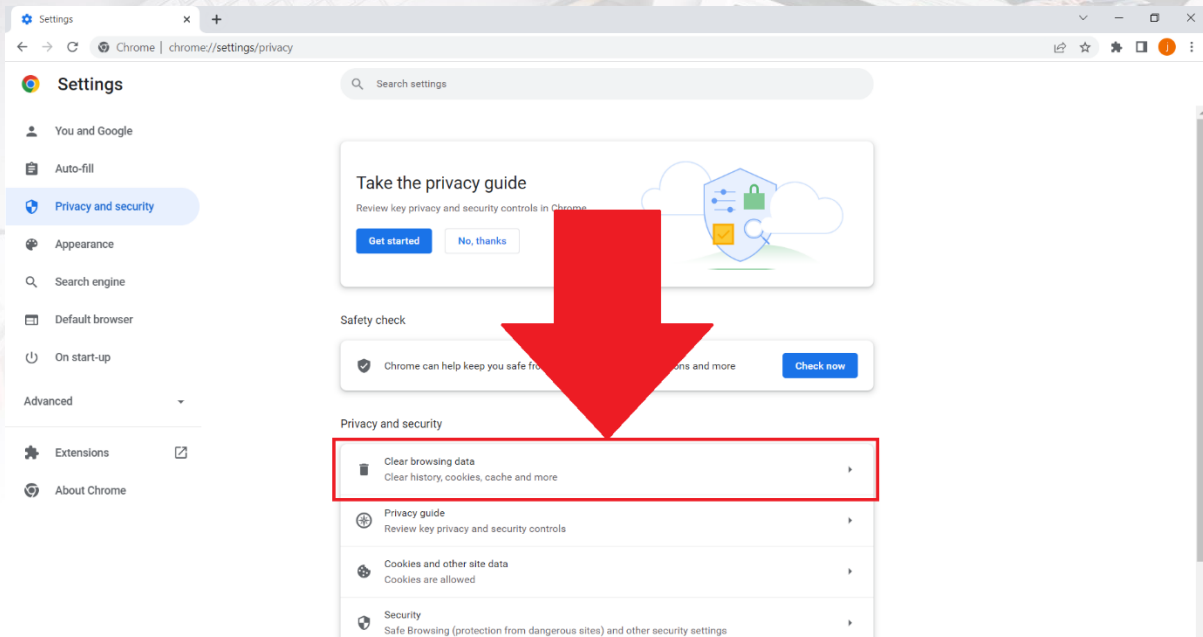 Settings
Chrome | chrome://settings/privacy
j
Settings
Search settings
You and Google
Auto-fill
Privacy and security
Appearance
Search engine
Default browser
On start-up
Advanced
Extensions
About Chrome
Take the privacy guide
Review key privacy and security controls in Chrome
Get started
No, thanks
Safety check
Chrome can help keep you safe and more
Check now
Privacy and security
Clear browsing data
Clear history, cookies, cache and more
Privacy guide
Review key privacy and security controls
Cookies and other site data
Cookies are allowed
Security
Safe Browsing (protection from dangerous sites) and other security settings